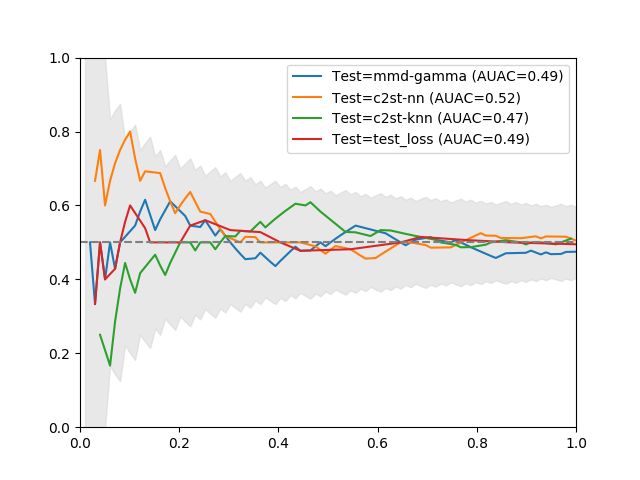 1.0
0.8
0.6
0.4
0.2
0.0
0.0 0.2 0.4 0.6 0.8 1.0
Test=mmd-gamma (AUAC=0.49)
Test=c2st-nn (AUAC=0.52)
Test=c2st-knn (AUAC=0.47)
Test=test_loss (AUAC=0.49)